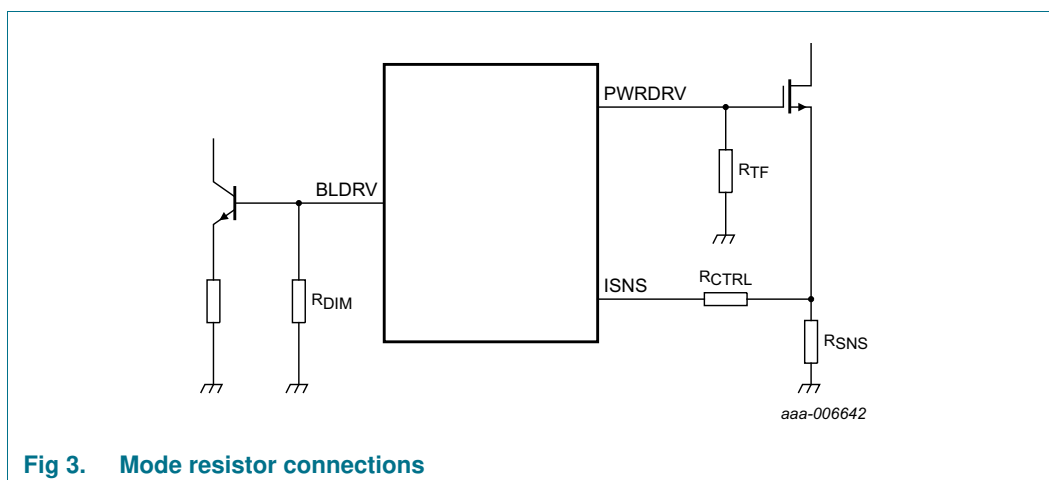 PWRDRV
RTF
BLDRV
RDIM
ISNS
RCTRL
RSNS
aaa-006642
Fig 3. Mode resistor connections